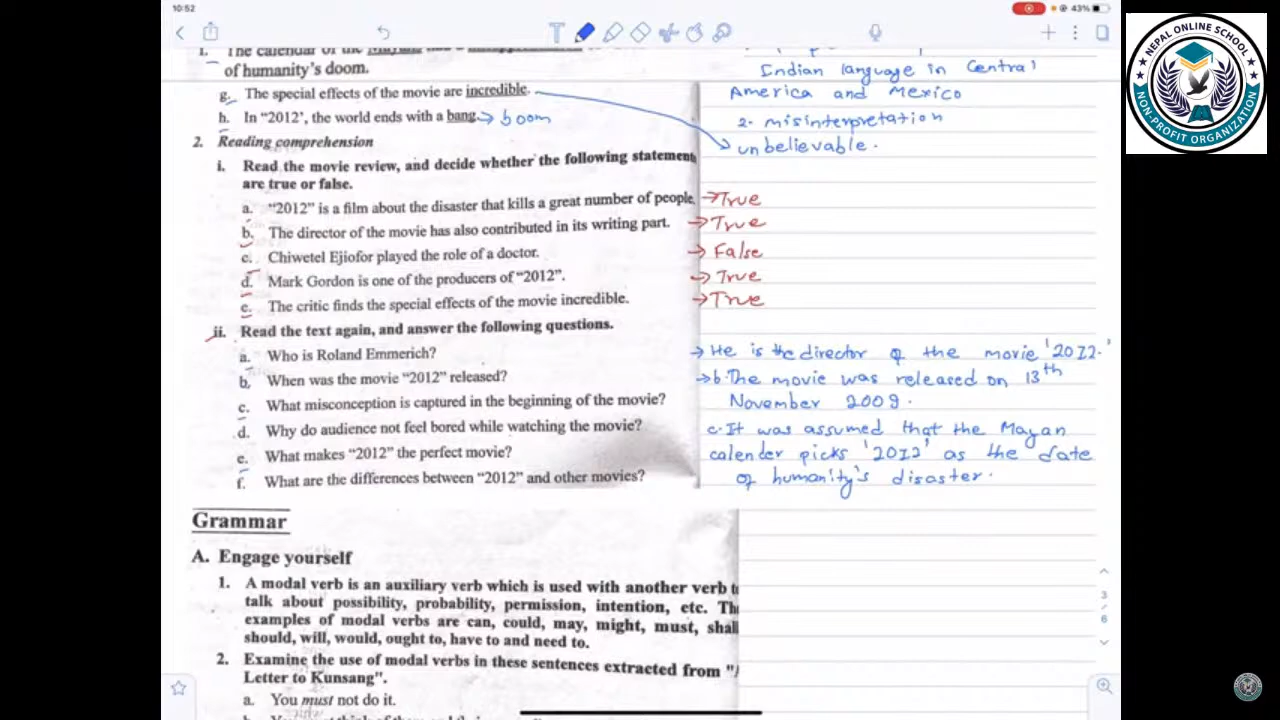 10:52
43%
NEPAL ONLINE SCHOOL
NON-PROFIT ORGANIZATION
of humanity's doom.
g. The special effects of the movie are incredible.
h. In "2012', the world ends with a bang. → boom
Indian language in Central
America and Mexico
2. misinterpretation
unbelievable.
2. Reading comprehension
i. Read the movie review, and decide whether the following statement
are true or false.
a. "2012" is a film about the disaster that kills a great number of people, → True
b. The director of the movie has also contributed in its writing part. → True
c. Chiwetel Ejiofor played the role of a doctor. → False
d. Mark Gordon is one of the producers of "2012". → True
e. The critic finds the special effects of the movie incredible. → True
ii. Read the text again, and answer the following questions.
a. Who is Roland Emmerich?
b. When was the movie "2012" released?
c. What misconception is captured in the beginning of the movie?
d. Why do audience not feel bored while watching the movie?
e. What makes "2012" the perfect movie?
f. What are the differences between "2012" and other movies?
→ He is the director of the movie '2012.'
→ b. The movie was released on 13th
November 2009.
c. It was assumed that the Mayan
calender picks '2012' as the date
of humanity's disaster.
Grammar
A. Engage yourself
1. A modal verb is an auxiliary verb which is used with another verb t
talk about possibility, probability, permission, intention, etc. Th
examples of modal verbs are can, could, may, might, must, shal
should, will, would, ought to, have to and need to.
2. Examine the use of modal verbs in these sentences extracted from "
Letter to Kunsang".
a. You must not do it.
3
/
6
T